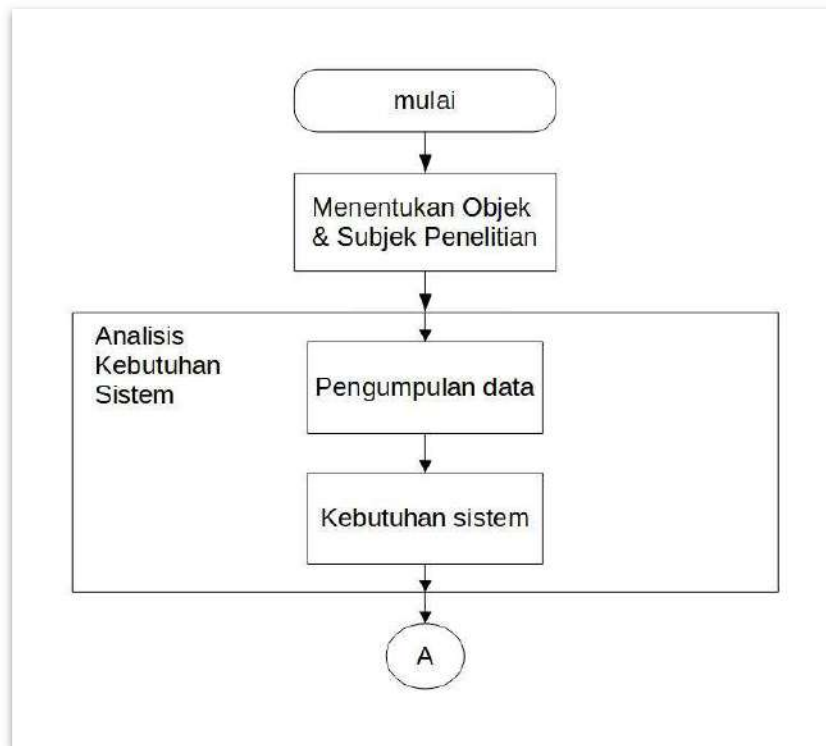 mulai
Menentukan Objek
& Subjek Penelitian
Analisis
Kebutuhan
Sistem
Pengumpulan data
Kebutuhan sistem
A